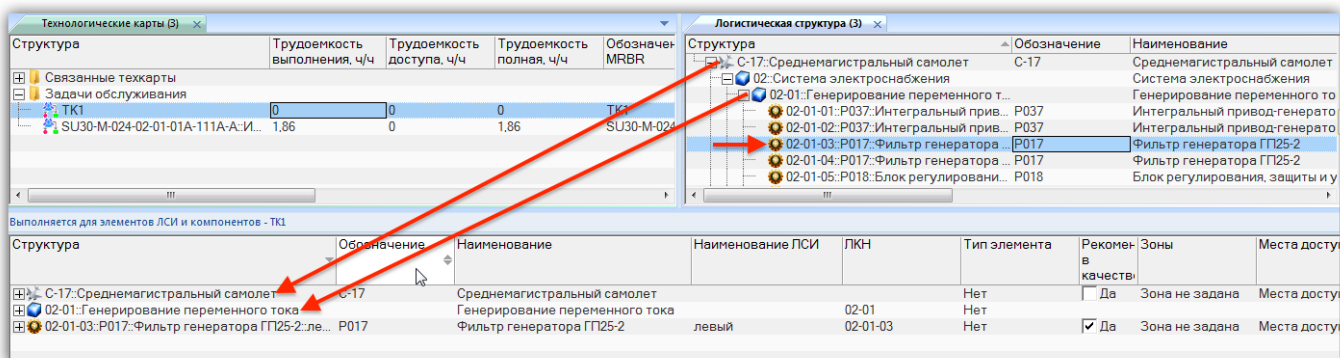 Технологические карты (3)
Структура Трудоемкость выполнения, ч/ч Трудоемкость доступа, ч/ч Трудоемкость полная, ч/ч Обозначен MRBR
Связанные техкарты
Задачи обслуживания
ТК1 0 0 0 ТК1
SU30-M-024-02-01-01A-111A-A::И... 1,86 0 1,86 SU30-M-024
Логистическая структура (3)
Структура Обозначение Наименование
С-17::Среднемагистральный самолет С-17 Среднемагистральный самолет
02::Система электроснабжения Система электроснабжения
02-01::Генерирование переменного т... Генерирование переменного то
02-01-01::P037::Интегральный прив... P037 Интегральный привод-генерато
02-01-02::P037::Интегральный прив... P037 Интегральный привод-генерато
02-01-03::P017::Фильтр генератора ... P017 Фильтр генератора ГП25-2
02-01-04::P017::Фильтр генератора ... P017 Фильтр генератора ГП25-2
02-01-05::P018::Блок регулировани... P018 Блок регулирования, защиты и у
Выполняется для элементов ЛСИ и компонентов - ТК1
Структура Обозначение Наименование Наименование ЛСИ ЛКН Тип элемента Рекомен в качестве Зоны Места досту
С-17::Среднемагистральный самолет С-17 Среднемагистральный самолет Нет Да Зона не задана Места досту
02-01::Генерирование переменного тока Генерирование переменного тока 02-01 Нет
02-01-03::P017::Фильтр генератора ГП25-2::ле... P017 Фильтр генератора ГП25-2 левый 02-01-03 Нет Да Зона не задана Места досту